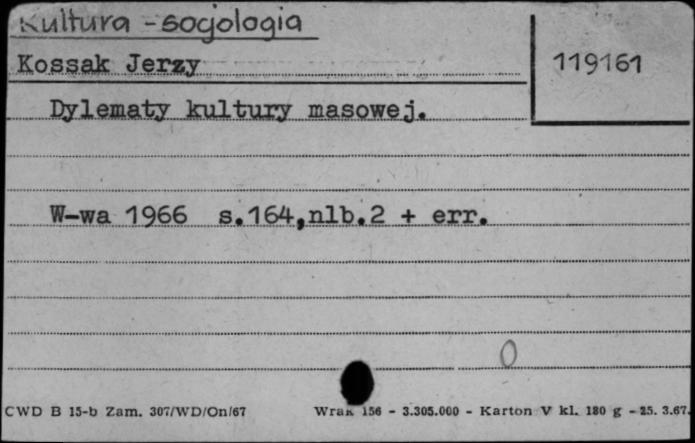 Kultura - socjologia
Kossak Jerzy
119161
Dylematy kultury masowej.
W-wa 1966 s.164,nlb.2 + err.
0
CWD B 15-b Zam. 307/WD/On/67 Wrak 156 - 3.305.000 - Karton V kl. 180 g - 25. 3.67.